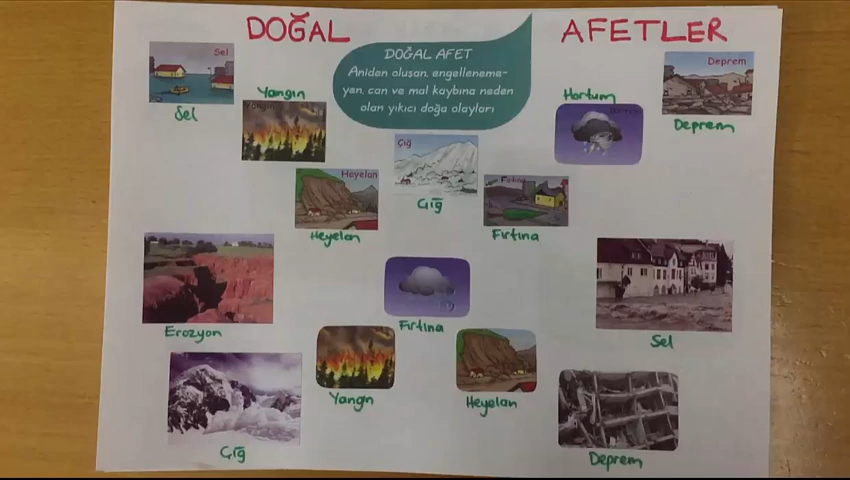 DOĞAL AFETLER
DOĞAL AFET
Aniden oluşan, engelleneme-
yen, can ve mal kaybına neden
olan yıkıcı doğa olayları
Sel
Sel
Yangın
Yangın
Hortum
Deprem
Deprem
Çığ
Çığ
Heyelan
Heyelan
Fırtına
Fırtına
Erozyon
Fırtına
Sel
Yangın
Heyelan
Çığ
Deprem